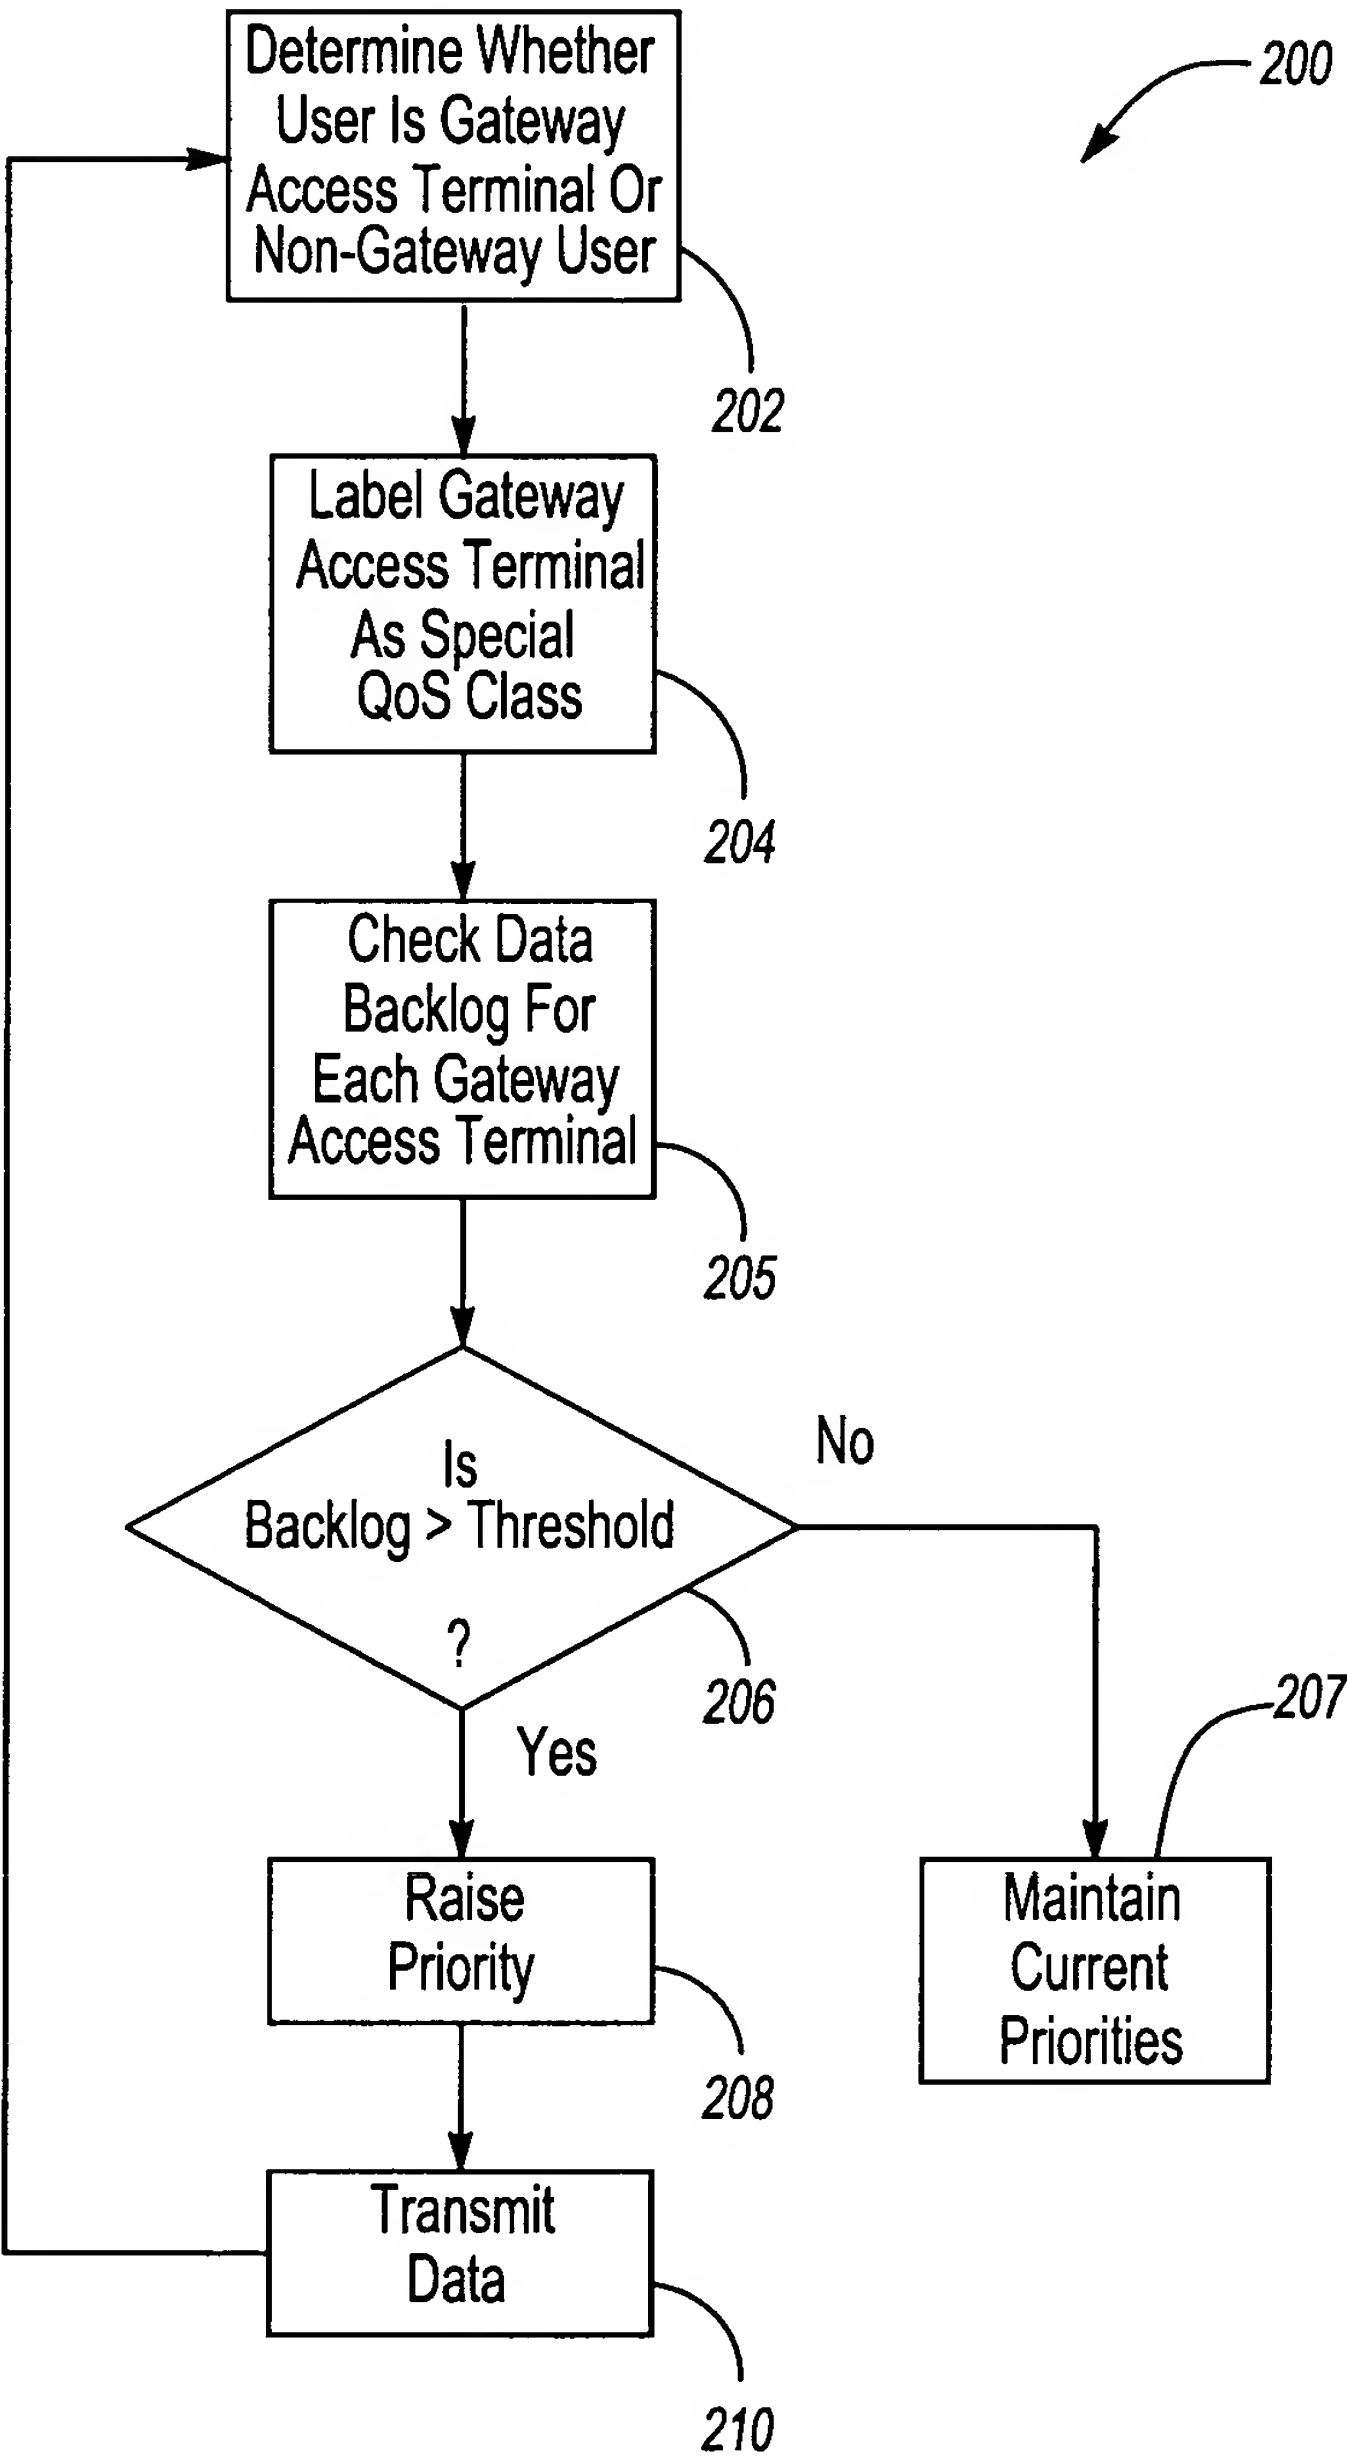 Determine Whether
User Is Gateway
Access Terminal Or
Non-Gateway User
200
202
Label Gateway
Access Terminal
As Special
QoS Class
204
Check Data
Backlog For
Each Gateway
Access Terminal
205
Is
Backlog > Threshold
?
No
206
Yes
207
Raise
Priority
Maintain
Current
Priorities
208
Transmit
Data
210